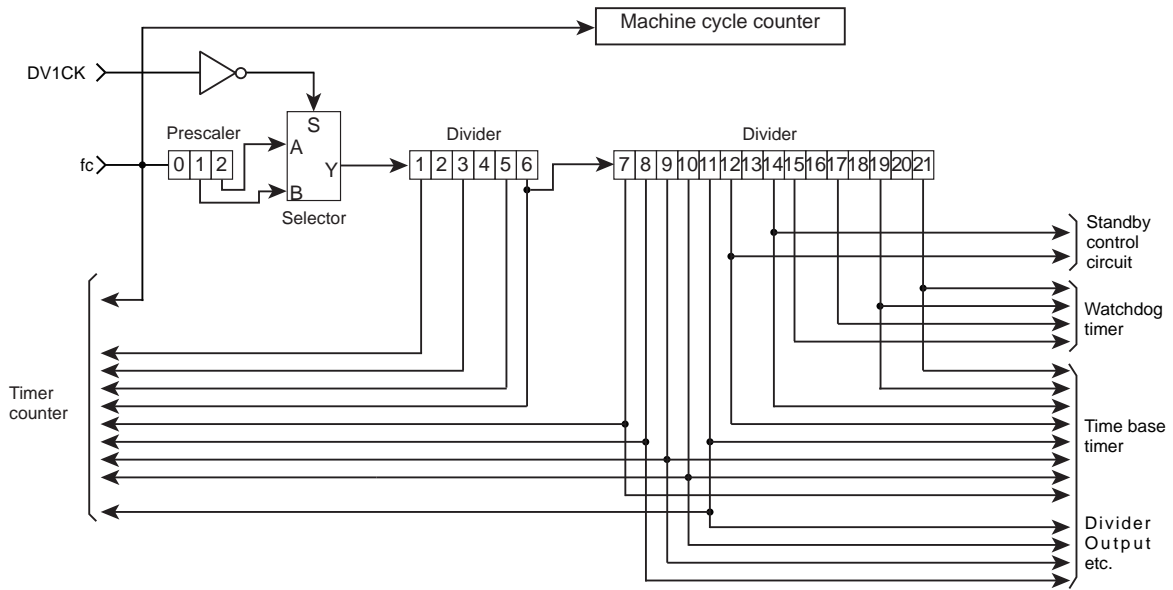 Machine cycle counter
DV1CK
Prescaler
Divider
Divider
fc
0 1 2
S
A
Y
B
Selector
1 2 3 4 5 6
7 8 9 10 11 12 13 14 15 16 17 18 19 20 21
Standby
control
circuit
Watchdog
timer
Timer
counter
Time base
timer
Divider
Output
etc.